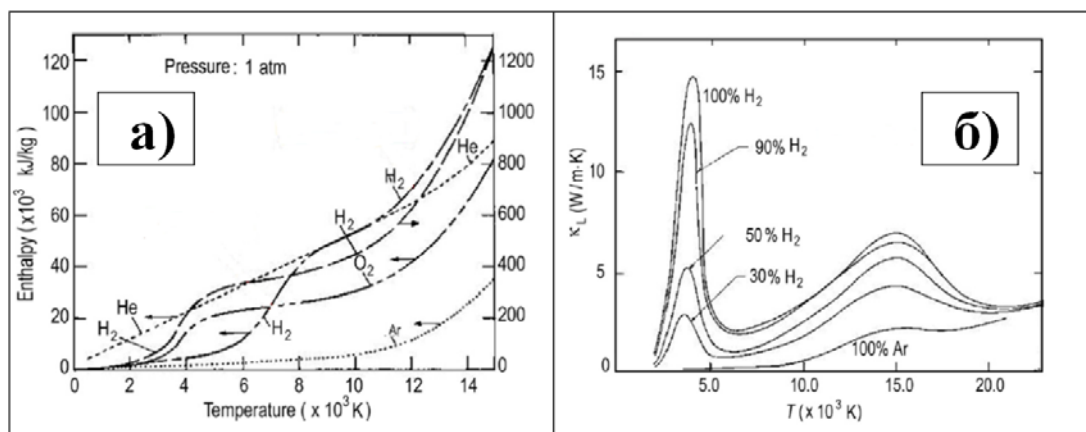 а)
Pressure: 1 atm
Enthalpy (x10³ kJ/kg)
120
100
80
60
40
20
0
1200
1000
800
600
400
200
0
H₂
He
H₂
O₂
He
H₂
H₂
Ar
0
2
4
6
8
10
12
14
Temperature ( x 10³ K)
б)
κL (W/m·K)
15
10
5
0
100% H₂
90% H₂
50% H₂
30% H₂
100% Ar
5.0
10.0
15.0
20.0
T ( x 10³ K)